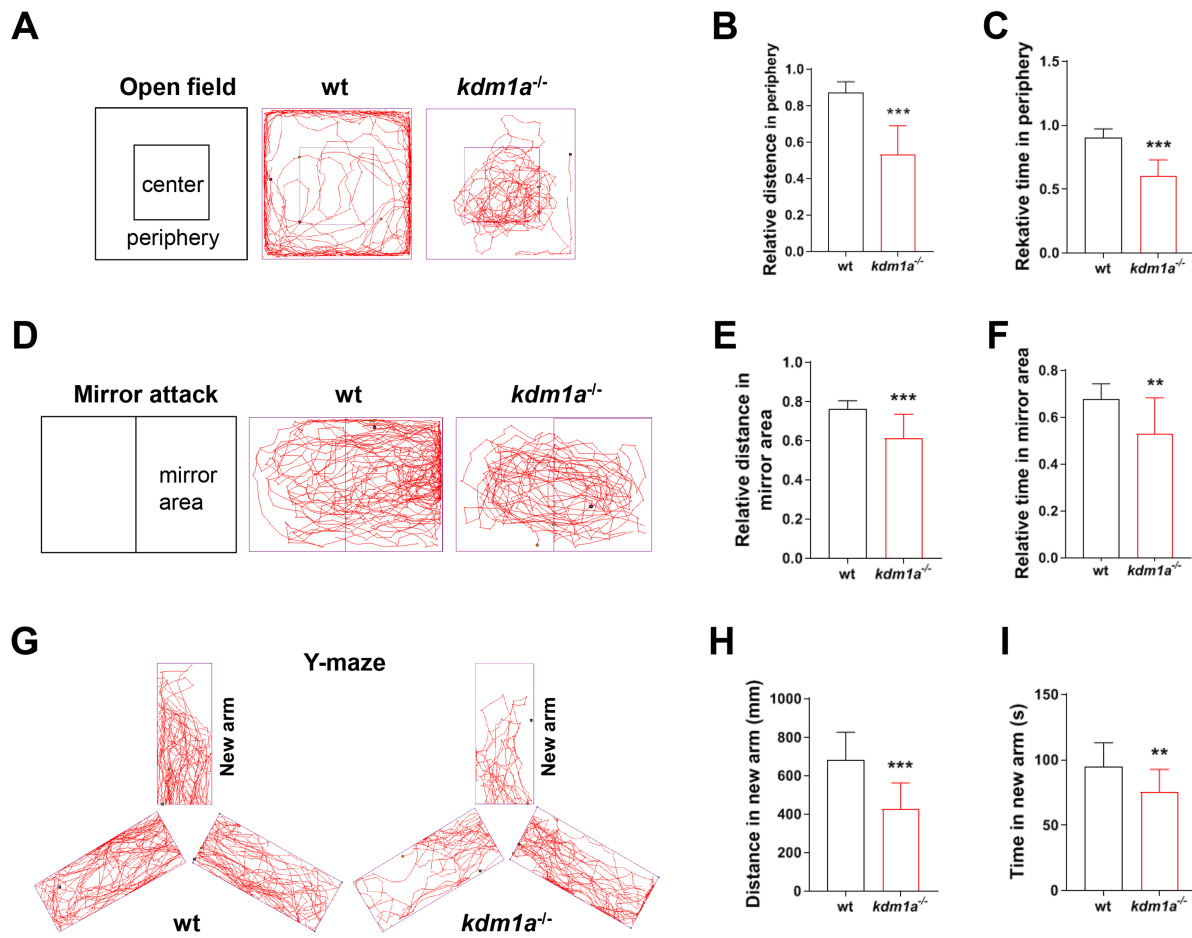 A
Open field
wt
kdm1a-/-
center
periphery
B
Relative distence in periphery
1.0
0.8
0.6
0.4
0.2
0.0
***
wt
kdm1a-/-
C
Rekative time in periphery
1.5
1.0
0.5
0.0
***
wt
kdm1a-/-
D
Mirror attack
wt
kdm1a-/-
mirror
area
E
Relative distance in
mirror area
1.0
0.8
0.6
0.4
0.2
0.0
***
wt
kdm1a-/-
F
Relative time in mirror area
0.8
0.6
0.4
0.2
0.0
**
wt
kdm1a-/-
G
Y-maze
New arm
New arm
wt
kdm1a-/-
H
Distance in new arm (mm)
1000
800
600
400
200
0
***
wt
kdm1a-/-
I
Time in new arm (s)
150
100
50
0
**
wt
kdm1a-/-